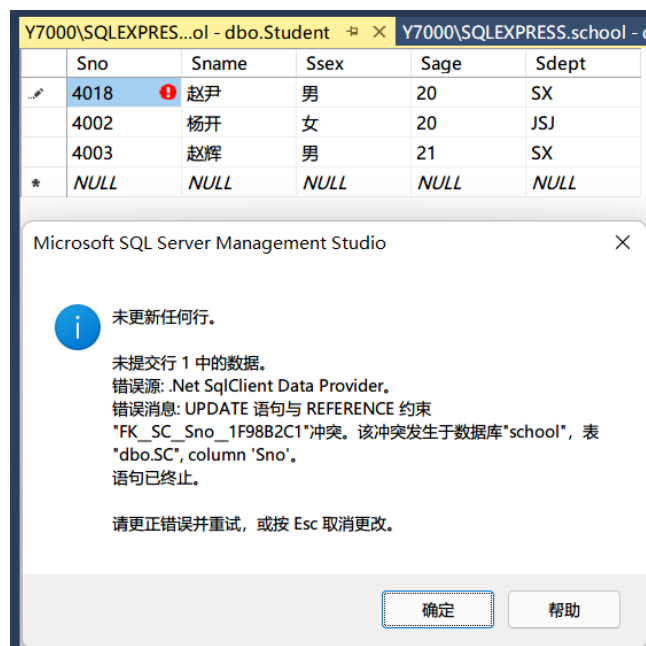 Y7000\SQLEXPRES...ol - dbo.Student Y7000\SQLEXPRESS.school -
Sno Sname Ssex Sage Sdept
4018 赵尹 男 20 SX
4002 杨开 女 20 JSJ
4003 赵辉 男 21 SX
NULL NULL NULL NULL NULL
Microsoft SQL Server Management Studio
未更新任何行。
未提交行 1 中的数据。
错误源: .Net SqlClient Data Provider。
错误消息: UPDATE 语句与 REFERENCE 约束
"FK__SC__Sno__1F98B2C1"冲突。该冲突发生于数据库"school"，表
"dbo.SC", column 'Sno'。
语句已终止。
请更正错误并重试，或按 Esc 取消更改。
确定 帮助